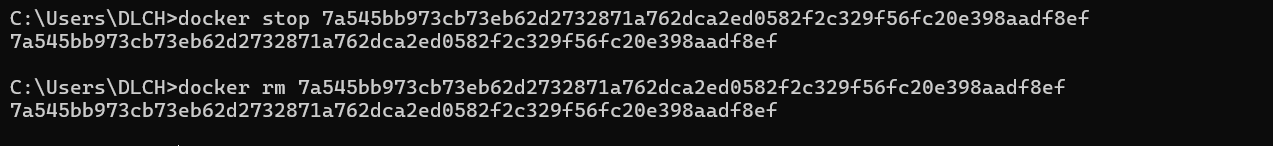 C:\Users\DLCH>docker stop 7a545bb973cb73eb62d2732871a762dca2ed0582f2c329f56fc20e398aadf8ef
7a545bb973cb73eb62d2732871a762dca2ed0582f2c329f56fc20e398aadf8ef
C:\Users\DLCH>docker rm 7a545bb973cb73eb62d2732871a762dca2ed0582f2c329f56fc20e398aadf8ef
7a545bb973cb73eb62d2732871a762dca2ed0582f2c329f56fc20e398aadf8ef